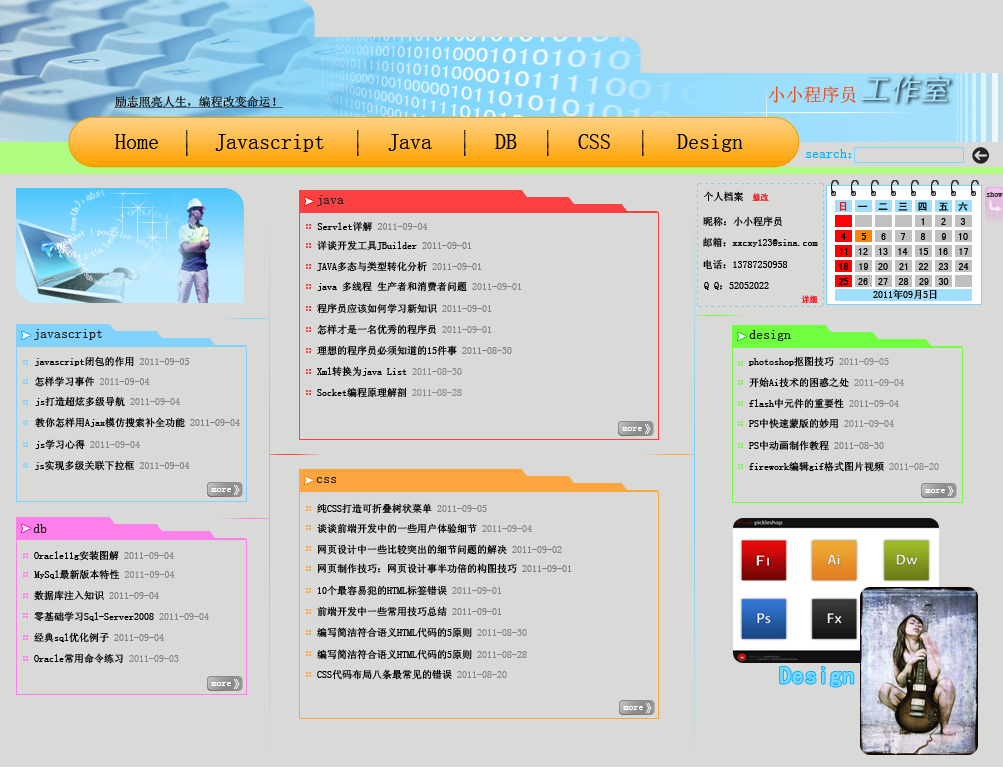 励志照亮人生，编程改变命运！
小小程序员 工作室
Home Javascript Java DB CSS Design
search:
java
Servlet详解 2011-09-04
详谈开发工具JBuilder 2011-09-01
JAVA多态与类型转化分析 2011-09-01
java 多线程 生产者和消费者问题 2011-09-01
程序员应该如何学习新知识 2011-09-01
怎样才是一名优秀的程序员 2011-09-01
理想的程序员必须知道的15件事 2011-08-30
Xml转换为java List 2011-08-30
Socket编程原理解剖 2011-08-28
more
个人档案 修改
昵称: 小小程序员
邮箱: xxcxy123@sina.com
电话: 13787250958
Q Q: 52052022
详细
日 一 二 三 四 五 六
1 2 3
4 5 6 7 8 9 10
11 12 13 14 15 16 17
18 19 20 21 22 23 24
25 26 27 28 29 30
2011年09月5日
show
javascript
javascript闭包的作用 2011-09-05
怎样学习事件 2011-09-04
js打造超炫多级导航 2011-09-04
教你怎样用Ajax模仿搜索补全功能 2011-09-04
js学习心得 2011-09-04
js实现多级关联下拉框 2011-09-04
more
design
photoshop抠图技巧 2011-09-05
开始Ai技术的困惑之处 2011-09-04
flash中元件的重要性 2011-09-04
PS中快速蒙版的妙用 2011-09-04
PS中动画制作教程 2011-08-30
firework编辑gif格式图片视频 2011-08-20
more
css
纯CSS打造可折叠树状菜单 2011-09-05
谈谈前端开发中的一些用户体验细节 2011-09-04
网页设计中一些比较突出的细节问题的解决 2011-09-02
网页制作技巧: 网页设计事半功倍的构图技巧 2011-09-01
10个最容易犯的HTML标签错误 2011-09-01
前端开发中一些常用技巧总结 2011-09-01
编写简洁符合语义HTML代码的5原则 2011-08-30
编写简洁符合语义HTML代码的5原则 2011-08-28
CSS代码布局八条最常见的错误 2011-08-20
more
db
Oracle11g安装图解 2011-09-04
MySql最新版本特性 2011-09-04
数据库注入知识 2011-09-04
零基础学习Sql-Server2008 2011-09-04
经典sql优化例子 2011-09-04
Oracle常用命令练习 2011-09-03
more
pickleshop
Fl Ai Dw
Ps Fx
Design